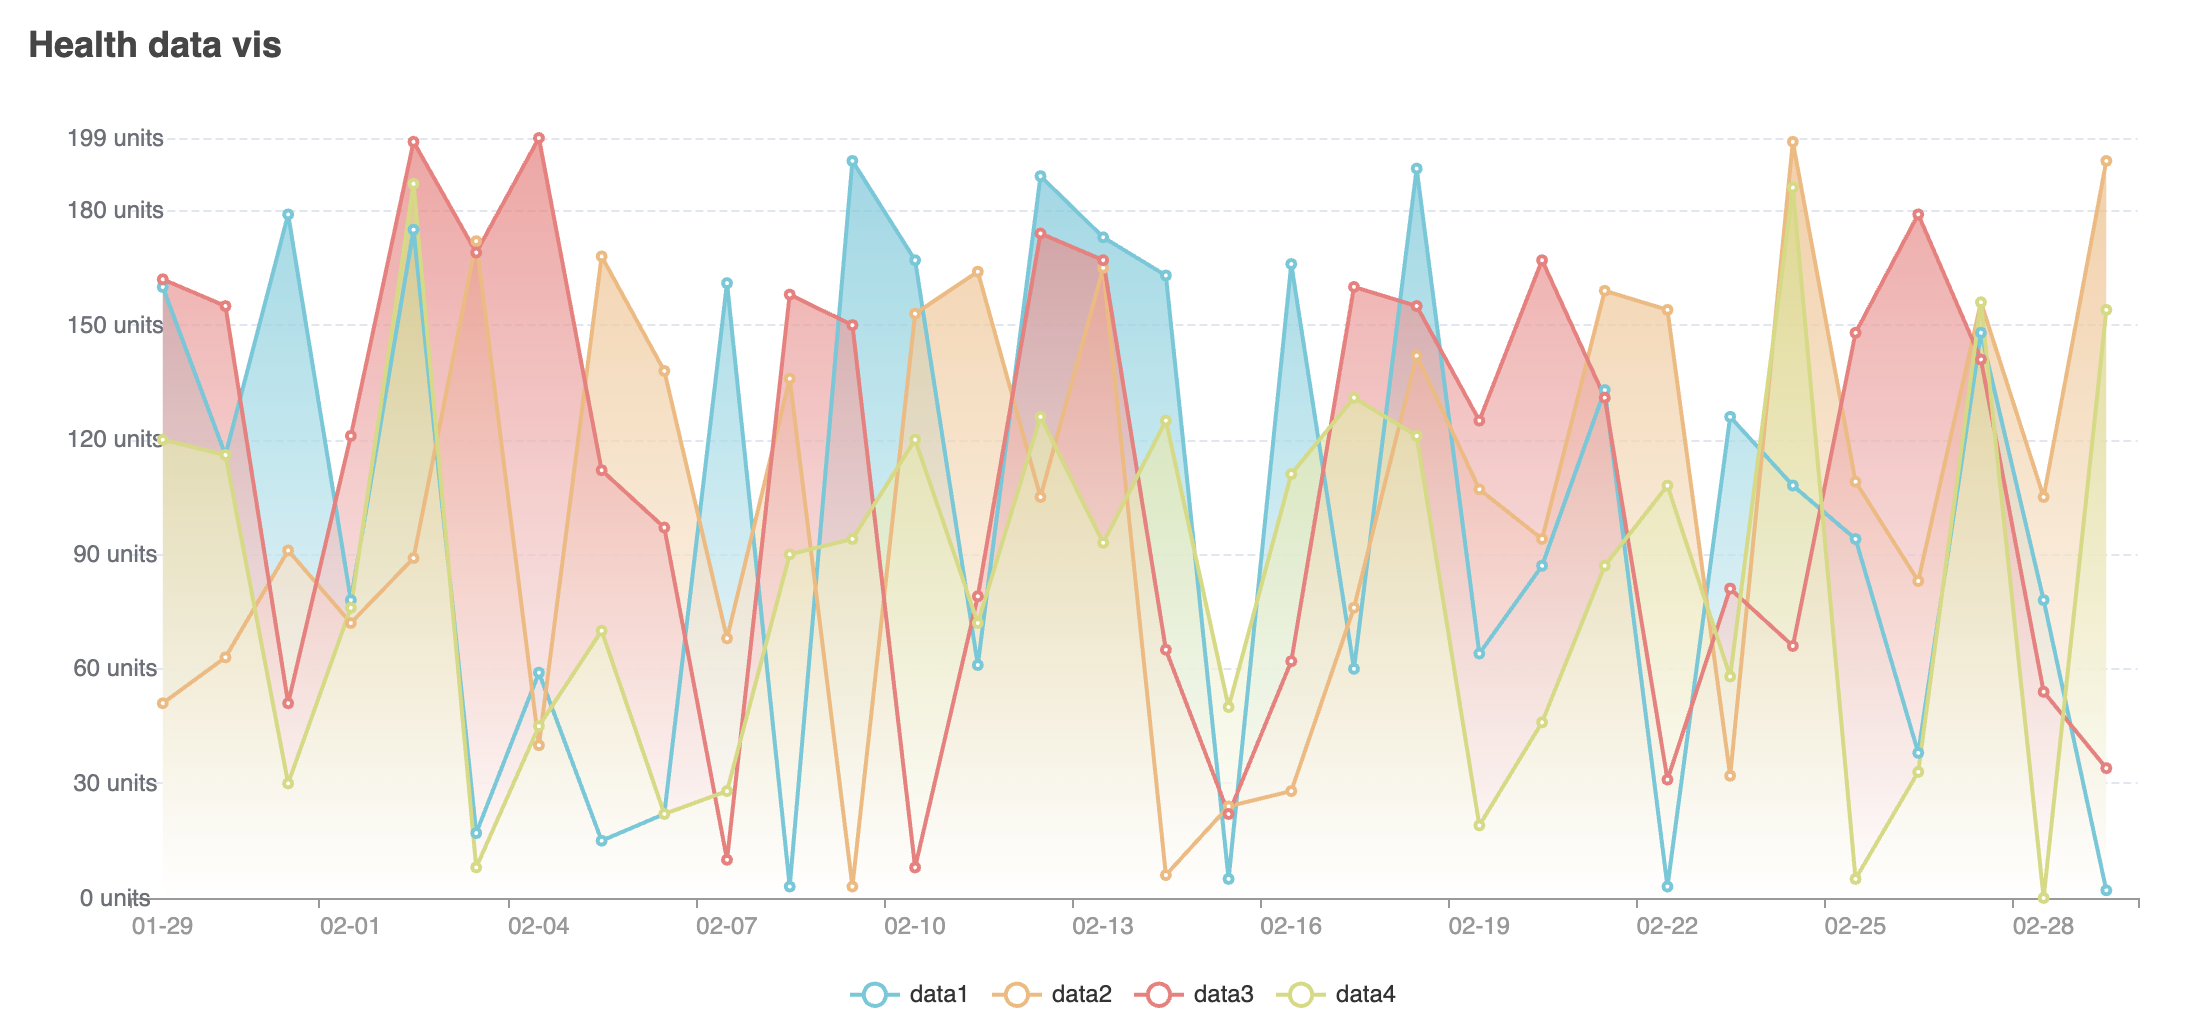 Health data vis
199 units
180 units
150 units
120 units
90 units
60 units
30 units
0 units
01-29 02-01 02-04 02-07 02-10 02-13 02-16 02-19 02-22 02-25 02-28
data1 data2 data3 data4